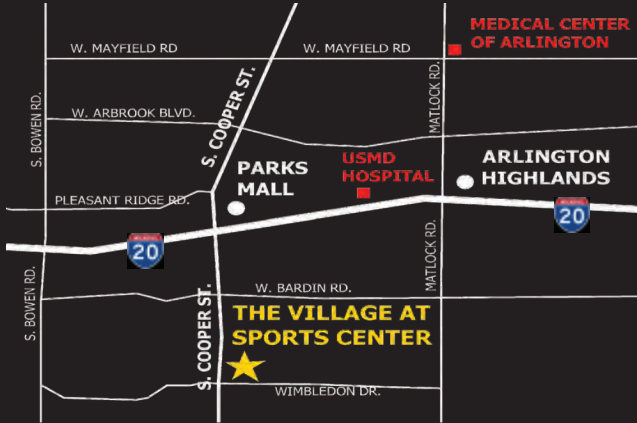 MEDICAL CENTER
OF ARLINGTON
W. MAYFIELD RD
W. MAYFIELD RD
S. COOPER ST.
MATLOCK RD.
S. BOWEN RD.
W. ARBROOK BLVD.
USMD
HOSPITAL
ARLINGTON
HIGHLANDS
PARKS
MALL
PLEASANT RIDGE RD.
20
20
S. BOWEN RD.
MATLOCK RD.
W. BARDIN RD.
S. COOPER ST.
THE VILLAGE AT
SPORTS CENTER
WIMBLEDON DR.